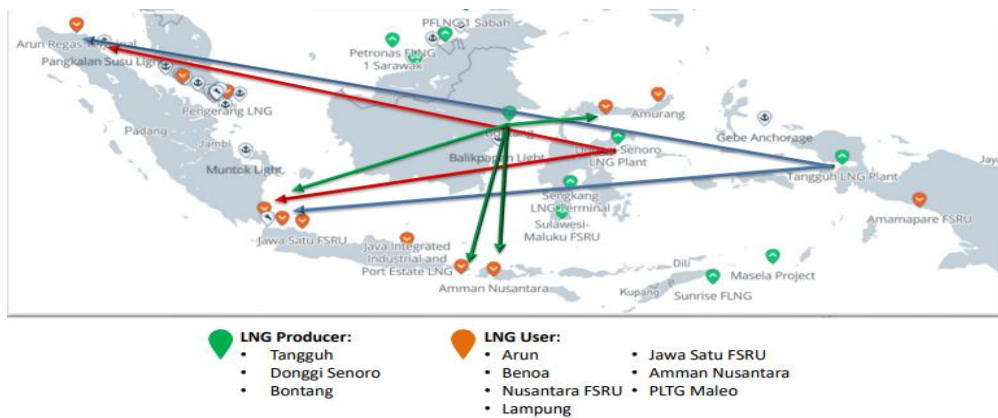 PFLNG 1 Sabah
Arun Regas Terminal
Petronas FLNG
1 Sarawak
Pangkalan Susu Light
Pengerang LNG
Amurang
Padang
Gebe Anchorage
Jambi
Balikpapan Light
Senoro
LNG Plant
Jaya
Muntok Light
Tangguh LNG Plant
Sengkang
LNG Terminal
Sulawesi-
Maluku FSRU
Amamapare FSRU
Jawa Satu FSRU
Java Integrated
Industrial and
Port Estate LNG
Dili
Masela Project
Amman Nusantara
Kupang
Sunrise FLNG
LNG Producer:
• Tangguh
• Donggi Senoro
• Bontang
LNG User:
• Arun
• Benoa
• Nusantara FSRU
• Lampung
• Jawa Satu FSRU
• Amman Nusantara
• PLTG Maleo